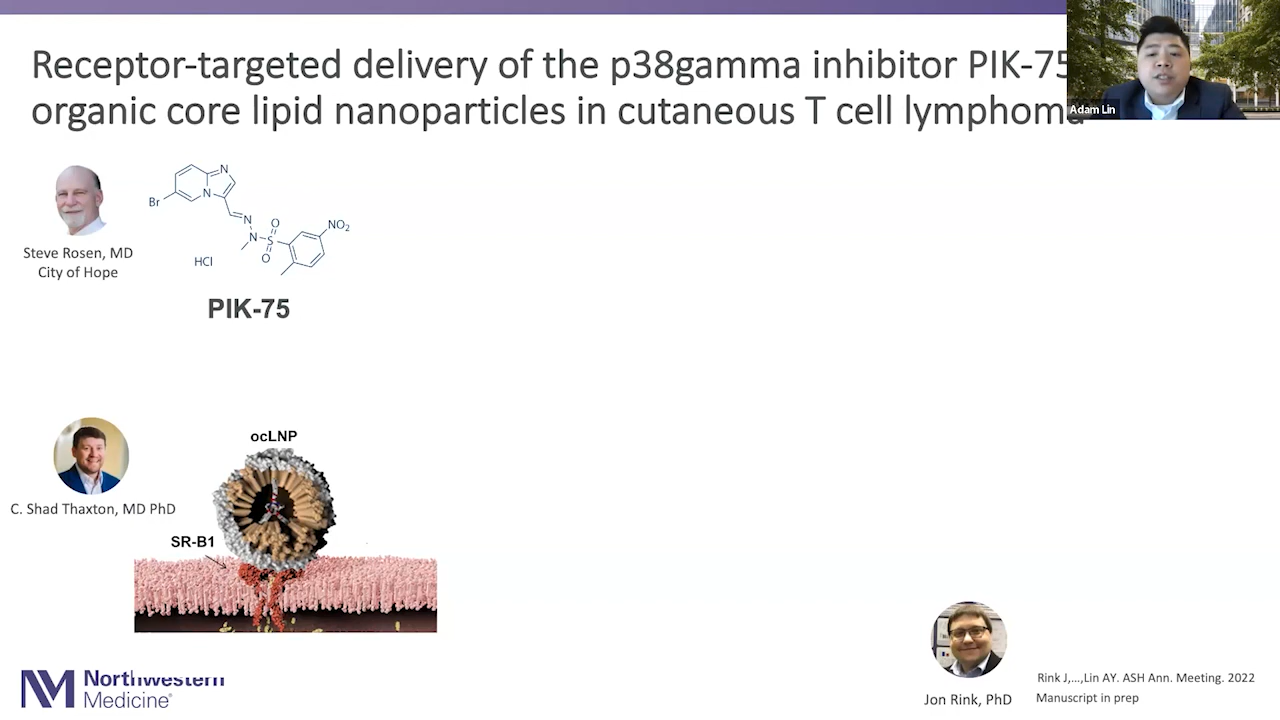 Receptor-targeted delivery of the p38gamma inhibitor PIK-75
organic core lipid nanoparticles in cutaneous T cell lymphoma
Adam Lin
Steve Rosen, MD
City of Hope
Br
N
N
N
N
S
O
O
NO2
HCl
PIK-75
C. Shad Thaxton, MD PhD
ocLNP
SR-B1
Northwestern
Medicine®
Jon Rink, PhD
Rink J,...,Lin AY. ASH Ann. Meeting. 2022
Manuscript in prep